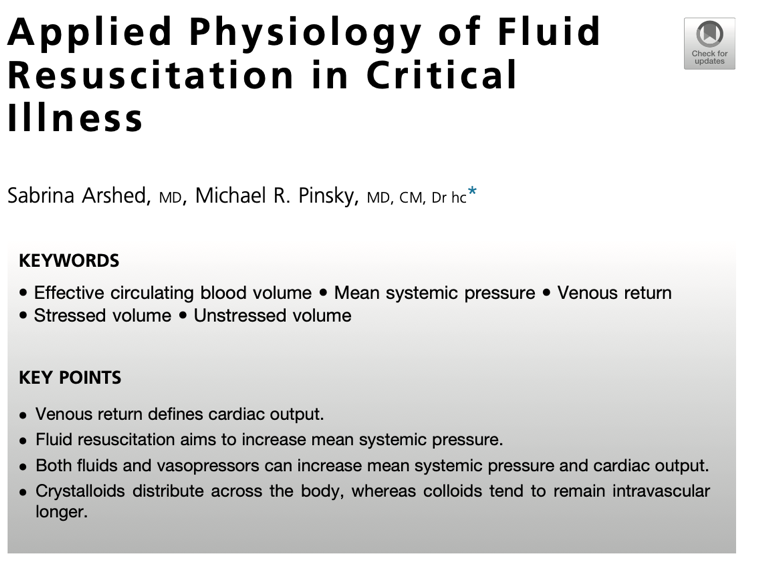 Applied Physiology of Fluid
Resuscitation in Critical
Illness
Check for
updates
Sabrina Arshed, MD, Michael R. Pinsky, MD, CM, Dr hc*
KEYWORDS
• Effective circulating blood volume • Mean systemic pressure • Venous return
• Stressed volume • Unstressed volume
KEY POINTS
• Venous return defines cardiac output.
• Fluid resuscitation aims to increase mean systemic pressure.
• Both fluids and vasopressors can increase mean systemic pressure and cardiac output.
• Crystalloids distribute across the body, whereas colloids tend to remain intravascular
longer.